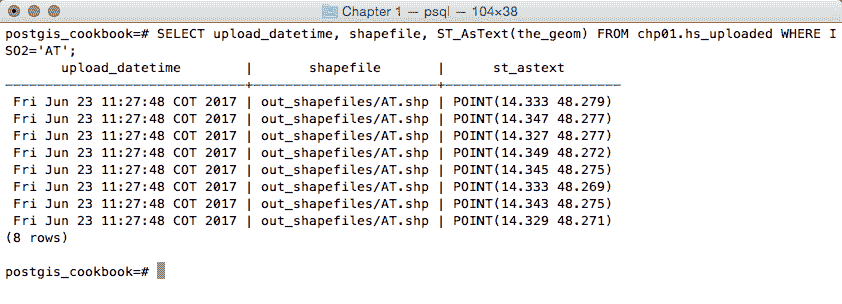 Chapter 1 — psql — 104×38
postgis_cookbook=# SELECT upload_datetime, shapefile, ST_AsText(the_geom) FROM chp01.hs_uploaded WHERE I
SO2='AT';
upload_datetime | shapefile | st_astext
------------------------------+-----------------------+----------------------
Fri Jun 23 11:27:48 COT 2017 | out_shapefiles/AT.shp | POINT(14.333 48.279)
Fri Jun 23 11:27:48 COT 2017 | out_shapefiles/AT.shp | POINT(14.347 48.277)
Fri Jun 23 11:27:48 COT 2017 | out_shapefiles/AT.shp | POINT(14.327 48.277)
Fri Jun 23 11:27:48 COT 2017 | out_shapefiles/AT.shp | POINT(14.349 48.272)
Fri Jun 23 11:27:48 COT 2017 | out_shapefiles/AT.shp | POINT(14.345 48.275)
Fri Jun 23 11:27:48 COT 2017 | out_shapefiles/AT.shp | POINT(14.333 48.269)
Fri Jun 23 11:27:48 COT 2017 | out_shapefiles/AT.shp | POINT(14.343 48.275)
Fri Jun 23 11:27:48 COT 2017 | out_shapefiles/AT.shp | POINT(14.329 48.271)
(8 rows)
postgis_cookbook=#